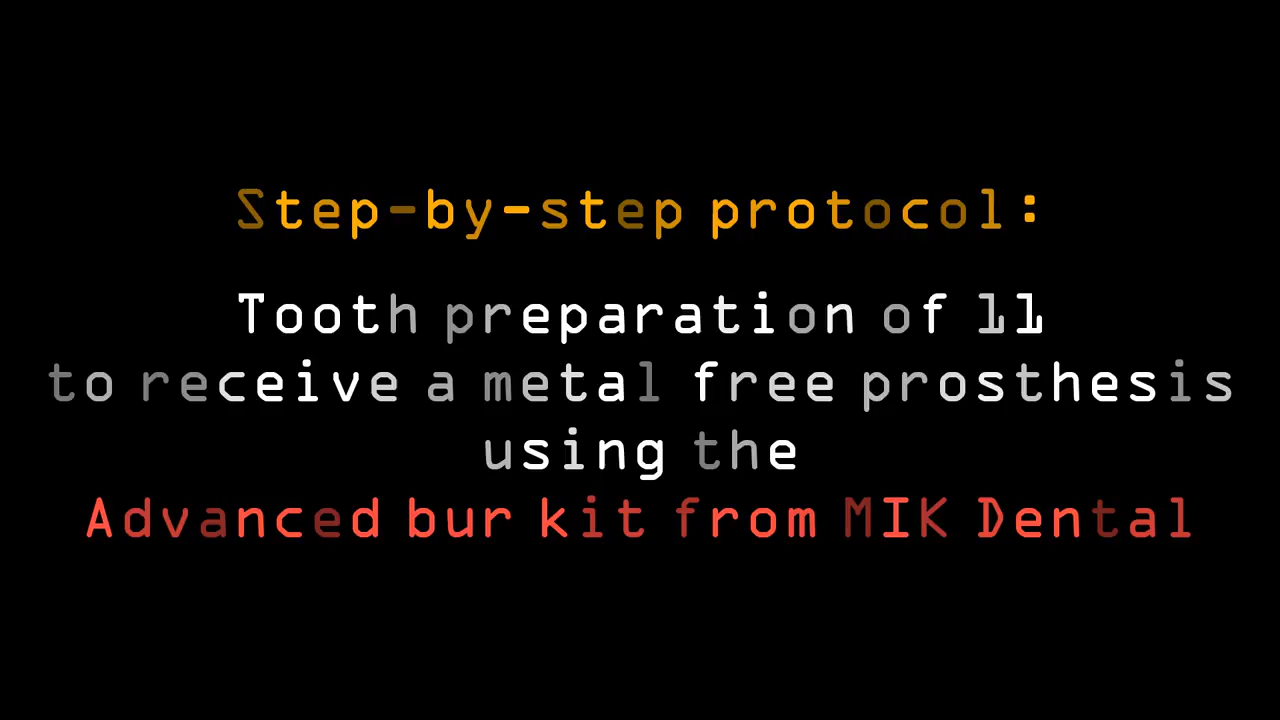 Step-by-step protocol:
Tooth preparation of 11
to receive a metal free prosthesis
using the
Advanced bur kit from MIK Dental